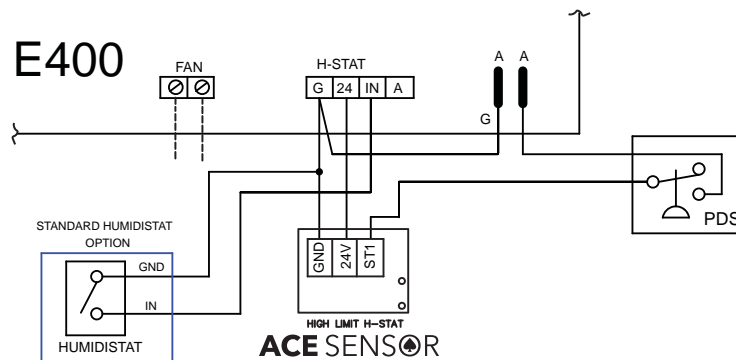 E400
FAN
H-STAT
G 24 IN A
A A
G
PDS
STANDARD HUMIDISTAT
OPTION
GND
IN
HUMIDISTAT
GND 24V ST1
HIGH LIMIT H-STAT
ACE SENSOR